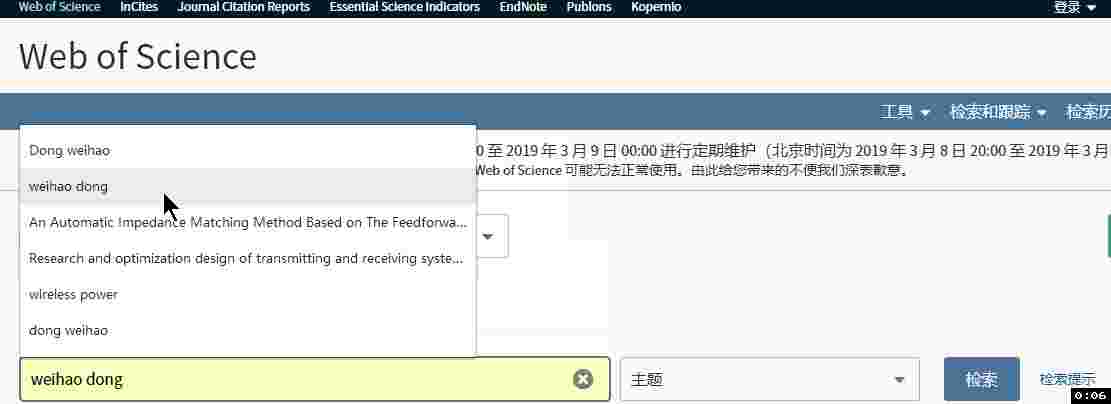 Web of Science InCites Journal Citation Reports Essential Science Indicators EndNote Publons Kopernio 登录
Web of Science
工具 检索和跟踪 检索历
Dong weihao
0 至 2019 年 3 月 9 日 00:00 进行定期维护（北京时间为 2019 年 3 月 8 日 20:00 至 2019 年 3 月
Web of Science 可能无法正常使用。由此给您带来的不便我们深表歉意。
weihao dong
An Automatic Impedance Matching Method Based on The Feedforwa...
Research and optimization design of transmitting and receiving syste...
wireless power
dong weihao
weihao dong 主题 检索 检索提示
0:06